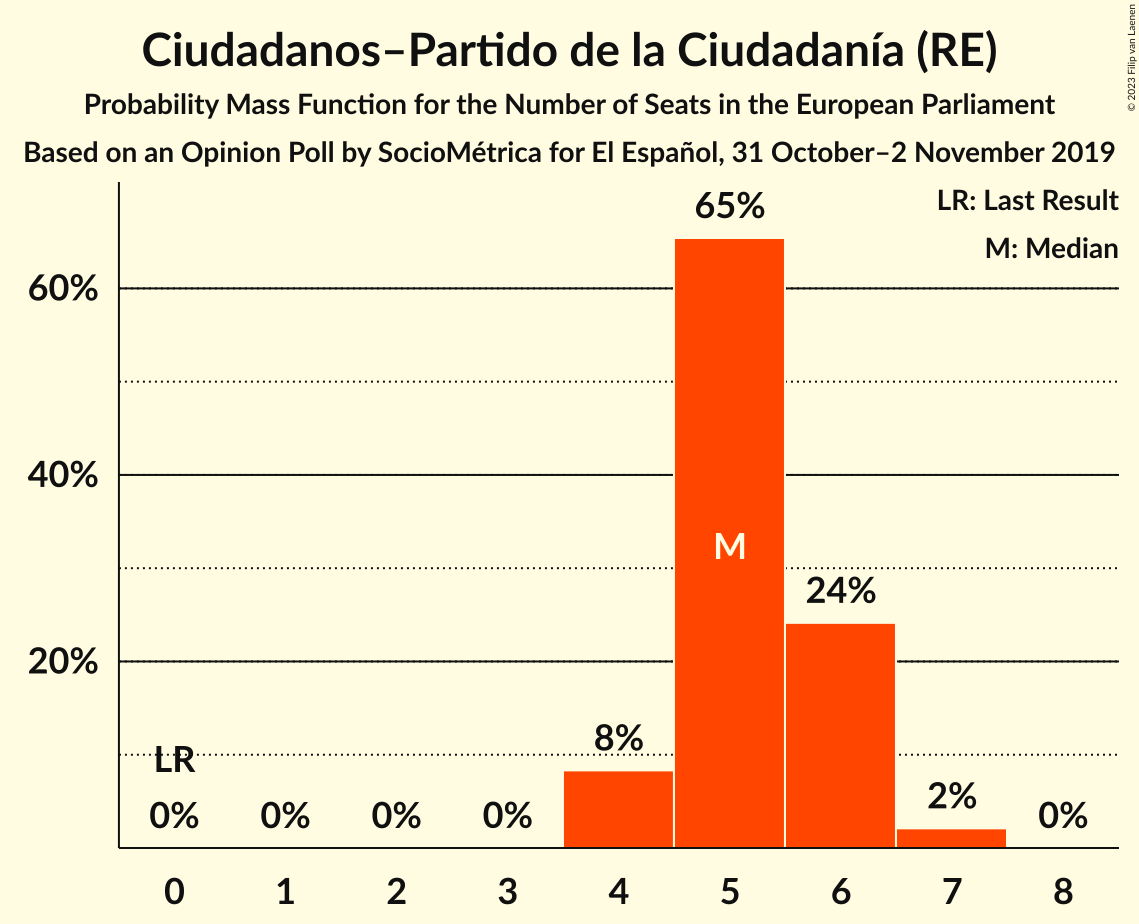 Ciudadanos–Partido de la Ciudadanía (RE)
Probability Mass Function for the Number of Seats in the European Parliament
Based on an Opinion Poll by SocioMétrica for El Español, 31 October–2 November 2019
© 2023 Filip van Laenen
LR: Last Result
M: Median
65%
60%
40%
M
24%
20%
8%
LR
2%
0% 0% 0% 0% 0%
0 1 2 3 4 5 6 7 8